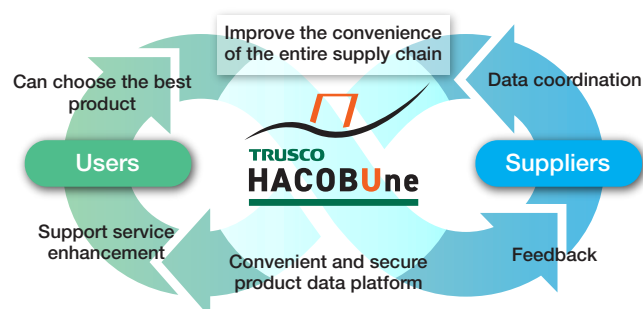 Improve the convenience
of the entire supply chain
Can choose the best
product
Data coordination
Users
TRUSCO
HACOBUne
Suppliers
Support service
enhancement
Convenient and secure
product data platform
Feedback